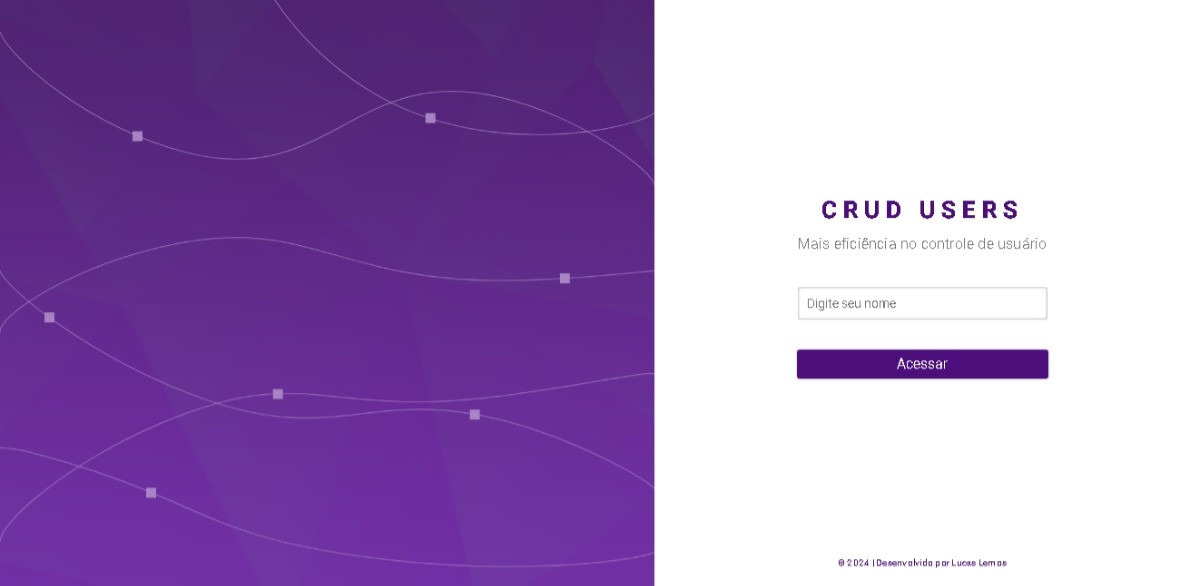 CRUD USERS
Mais eficiência no controle de usuário
Digite seu nome
Acessar
© 2024 | Desenvolvido por Lucas Lemos